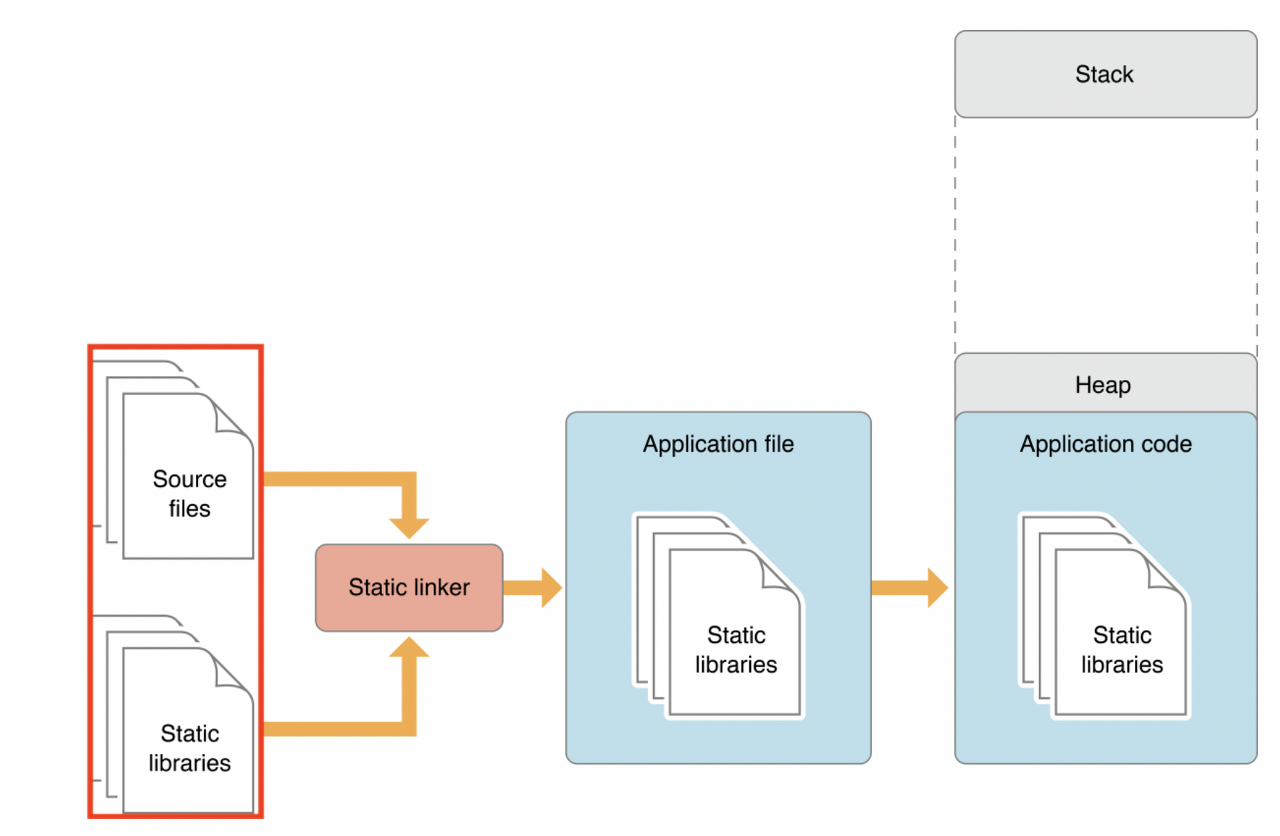 Stack
Heap
Source
files
Static
libraries
Static linker
Application file
Static
libraries
Application code
Static
libraries